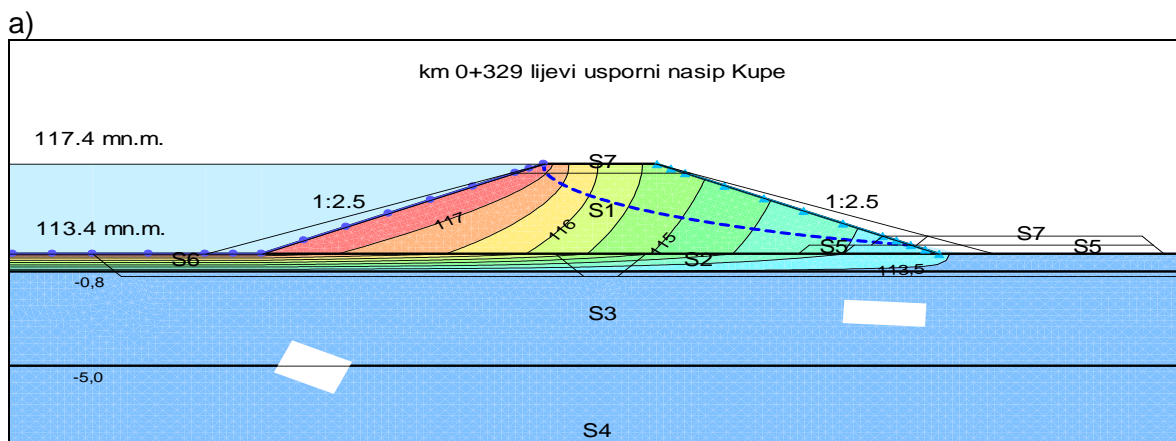 a)
km 0+329 lijevi usporni nasip Kupe
117.4 mn.m.
S7
1:2.5
1:2.5
117
S1
116
115
113.4 mn.m.
S7
S5
S5
S6
S2
113,5
-0,8
S3
-5,0
S4